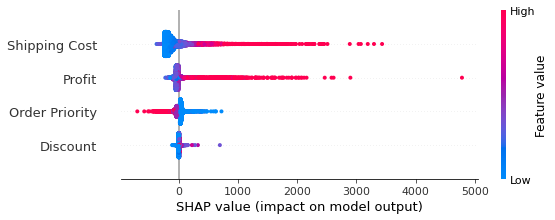 High
Shipping Cost
Profit
Order Priority
Discount
Feature value
Low
0 1000 2000 3000 4000 5000
SHAP value (impact on model output)